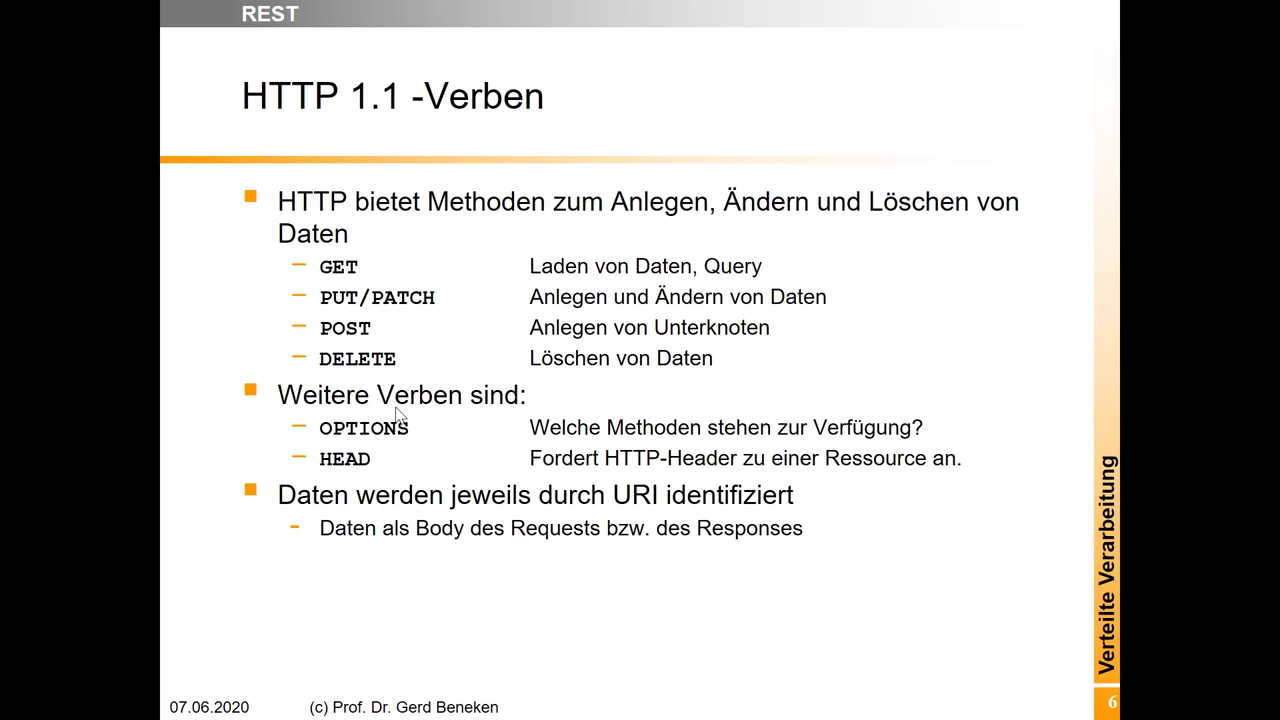 REST
HTTP 1.1 -Verben
HTTP bietet Methoden zum Anlegen, Ändern und Löschen von
Daten
GET Laden von Daten, Query
PUT/PATCH Anlegen und Ändern von Daten
POST Anlegen von Unterknoten
DELETE Löschen von Daten
Weitere Verben sind:
OPTIONS Welche Methoden stehen zur Verfügung?
HEAD Fordert HTTP-Header zu einer Ressource an.
Daten werden jeweils durch URI identifiziert
Daten als Body des Requests bzw. des Responses
Verteilte Verarbeitung
07.06.2020 (c) Prof. Dr. Gerd Beneken 6